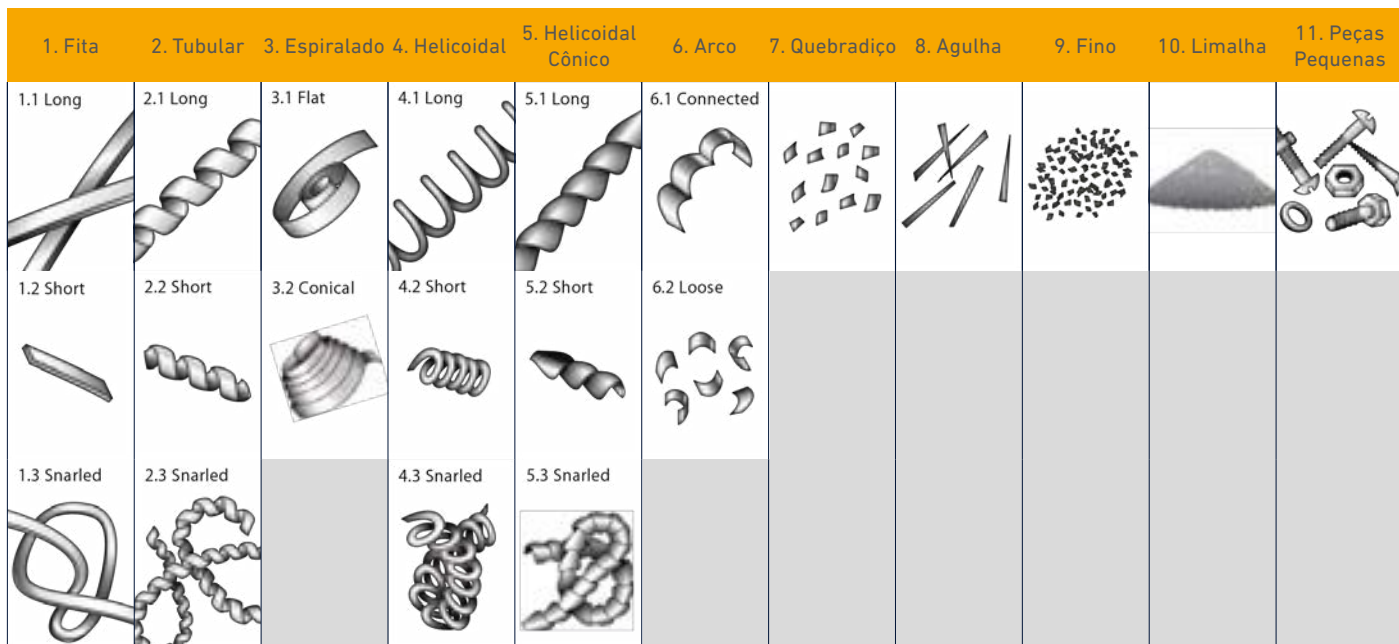 1. Fita
2. Tubular
3. Espiralado
4. Helicoidal
5. Helicoidal
Cônico
6. Arco
7. Quebradiço
8. Agulha
9. Fino
10. Limalha
11. Peças
Pequenas
1.1 Long
2.1 Long
3.1 Flat
4.1 Long
5.1 Long
6.1 Connected
1.2 Short
2.2 Short
3.2 Conical
4.2 Short
5.2 Short
6.2 Loose
1.3 Snarled
2.3 Snarled
4.3 Snarled
5.3 Snarled